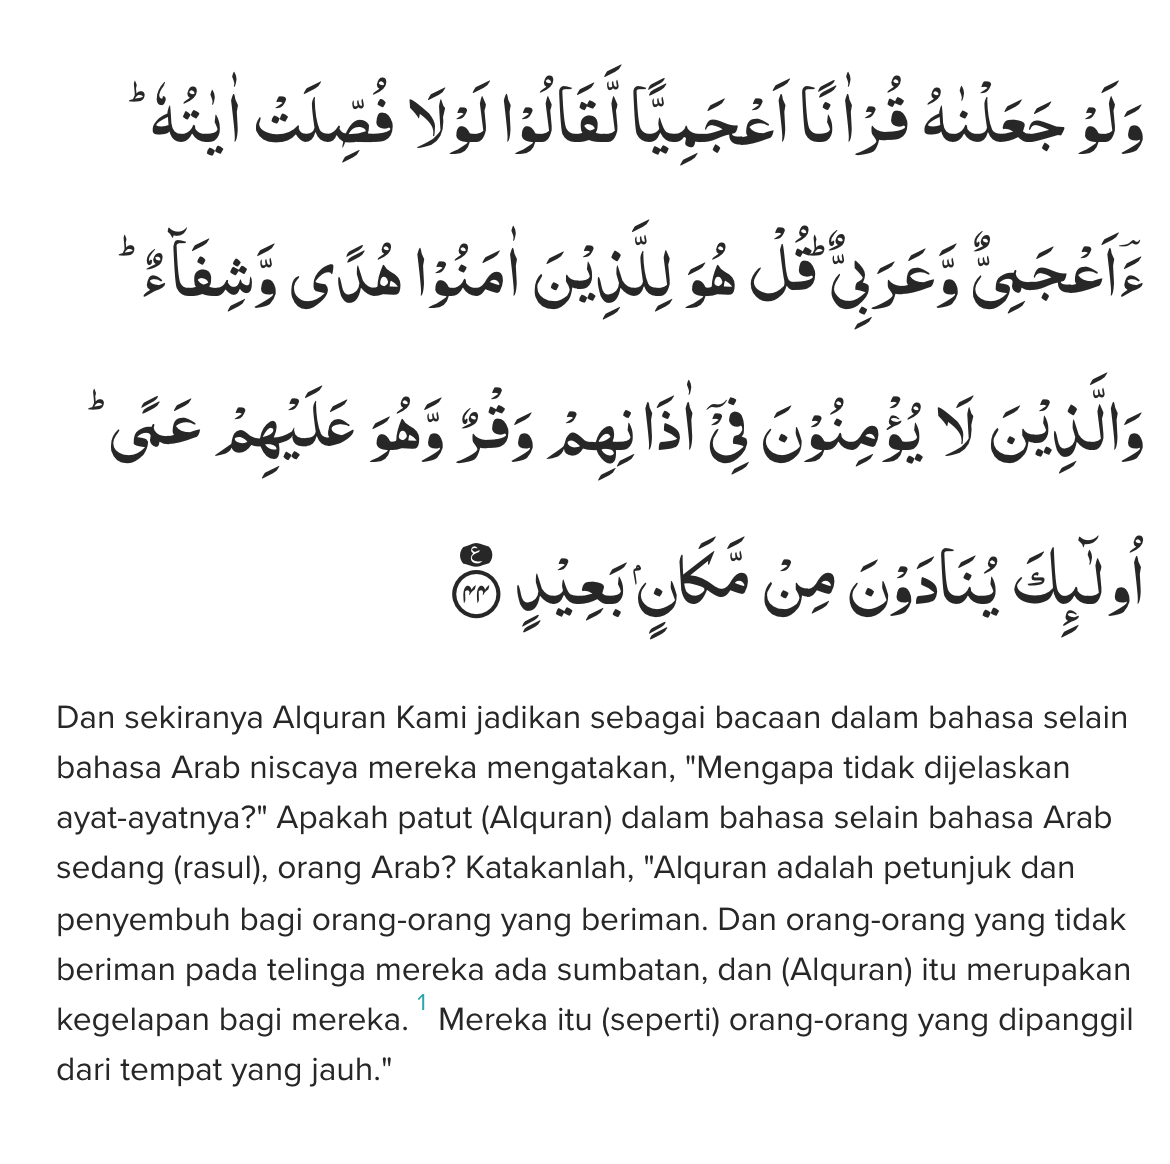 وَلَوْ جَعَلْنٰهُ قُرْاٰنًا اَعْجَمِيًّا لَّقَالُوْا لَوْلَا فُصِّلَتْ اٰيٰتُهٗ ۗ
ءَاَ۬عْجَمِيٌّ وَّعَرَبِيٌّ ۗ قُلْ هُوَ لِلَّذِيْنَ اٰمَنُوْا هُدًى وَّشِفَاۤءٌ ۗ
وَالَّذِيْنَ لَا يُؤْمِنُوْنَ فِيْٓ اٰذَانِهِمْ وَقْرٌ وَّهُوَ عَلَيْهِمْ عَمًى ۗ
اُولٰۤىِٕكَ يُنَادَوْنَ مِنْ مَّكَانٍۢ بَعِيْدٍ ع ۴۴
Dan sekiranya Alquran Kami jadikan sebagai bacaan dalam bahasa selain
bahasa Arab niscaya mereka mengatakan, "Mengapa tidak dijelaskan
ayat-ayatnya?" Apakah patut (Alquran) dalam bahasa selain bahasa Arab
sedang (rasul), orang Arab? Katakanlah, "Alquran adalah petunjuk dan
penyembuh bagi orang-orang yang beriman. Dan orang-orang yang tidak
beriman pada telinga mereka ada sumbatan, dan (Alquran) itu merupakan
kegelapan bagi mereka. 1 Mereka itu (seperti) orang-orang yang dipanggil
dari tempat yang jauh."